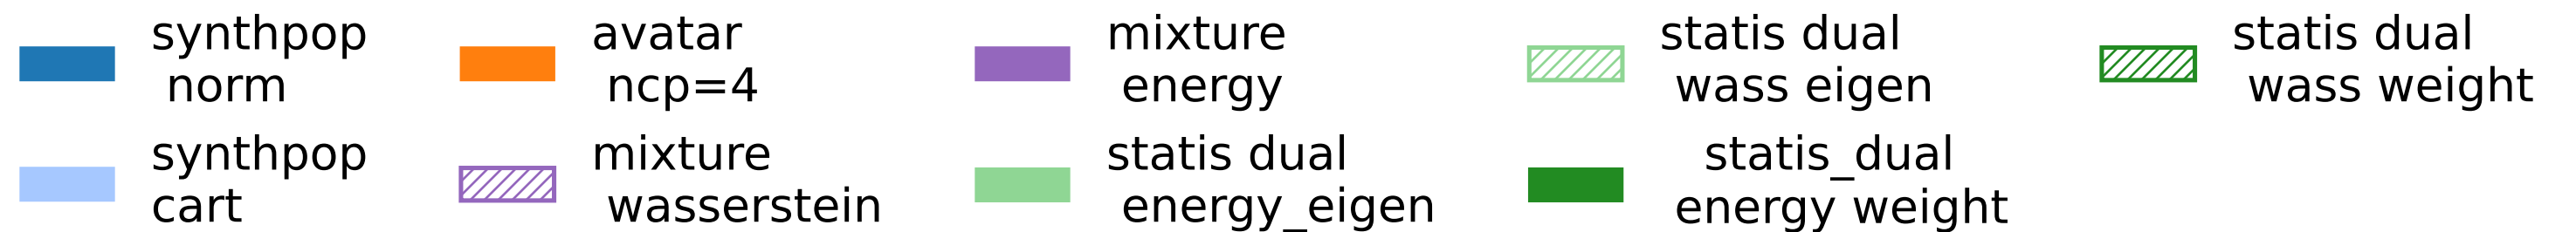 synthpop
norm
synthpop
cart
avatar
ncp=4
mixture
wasserstein
mixture
energy
statis dual
energy_eigen
statis dual
wass eigen
statis_dual
energy weight
statis dual
wass weight